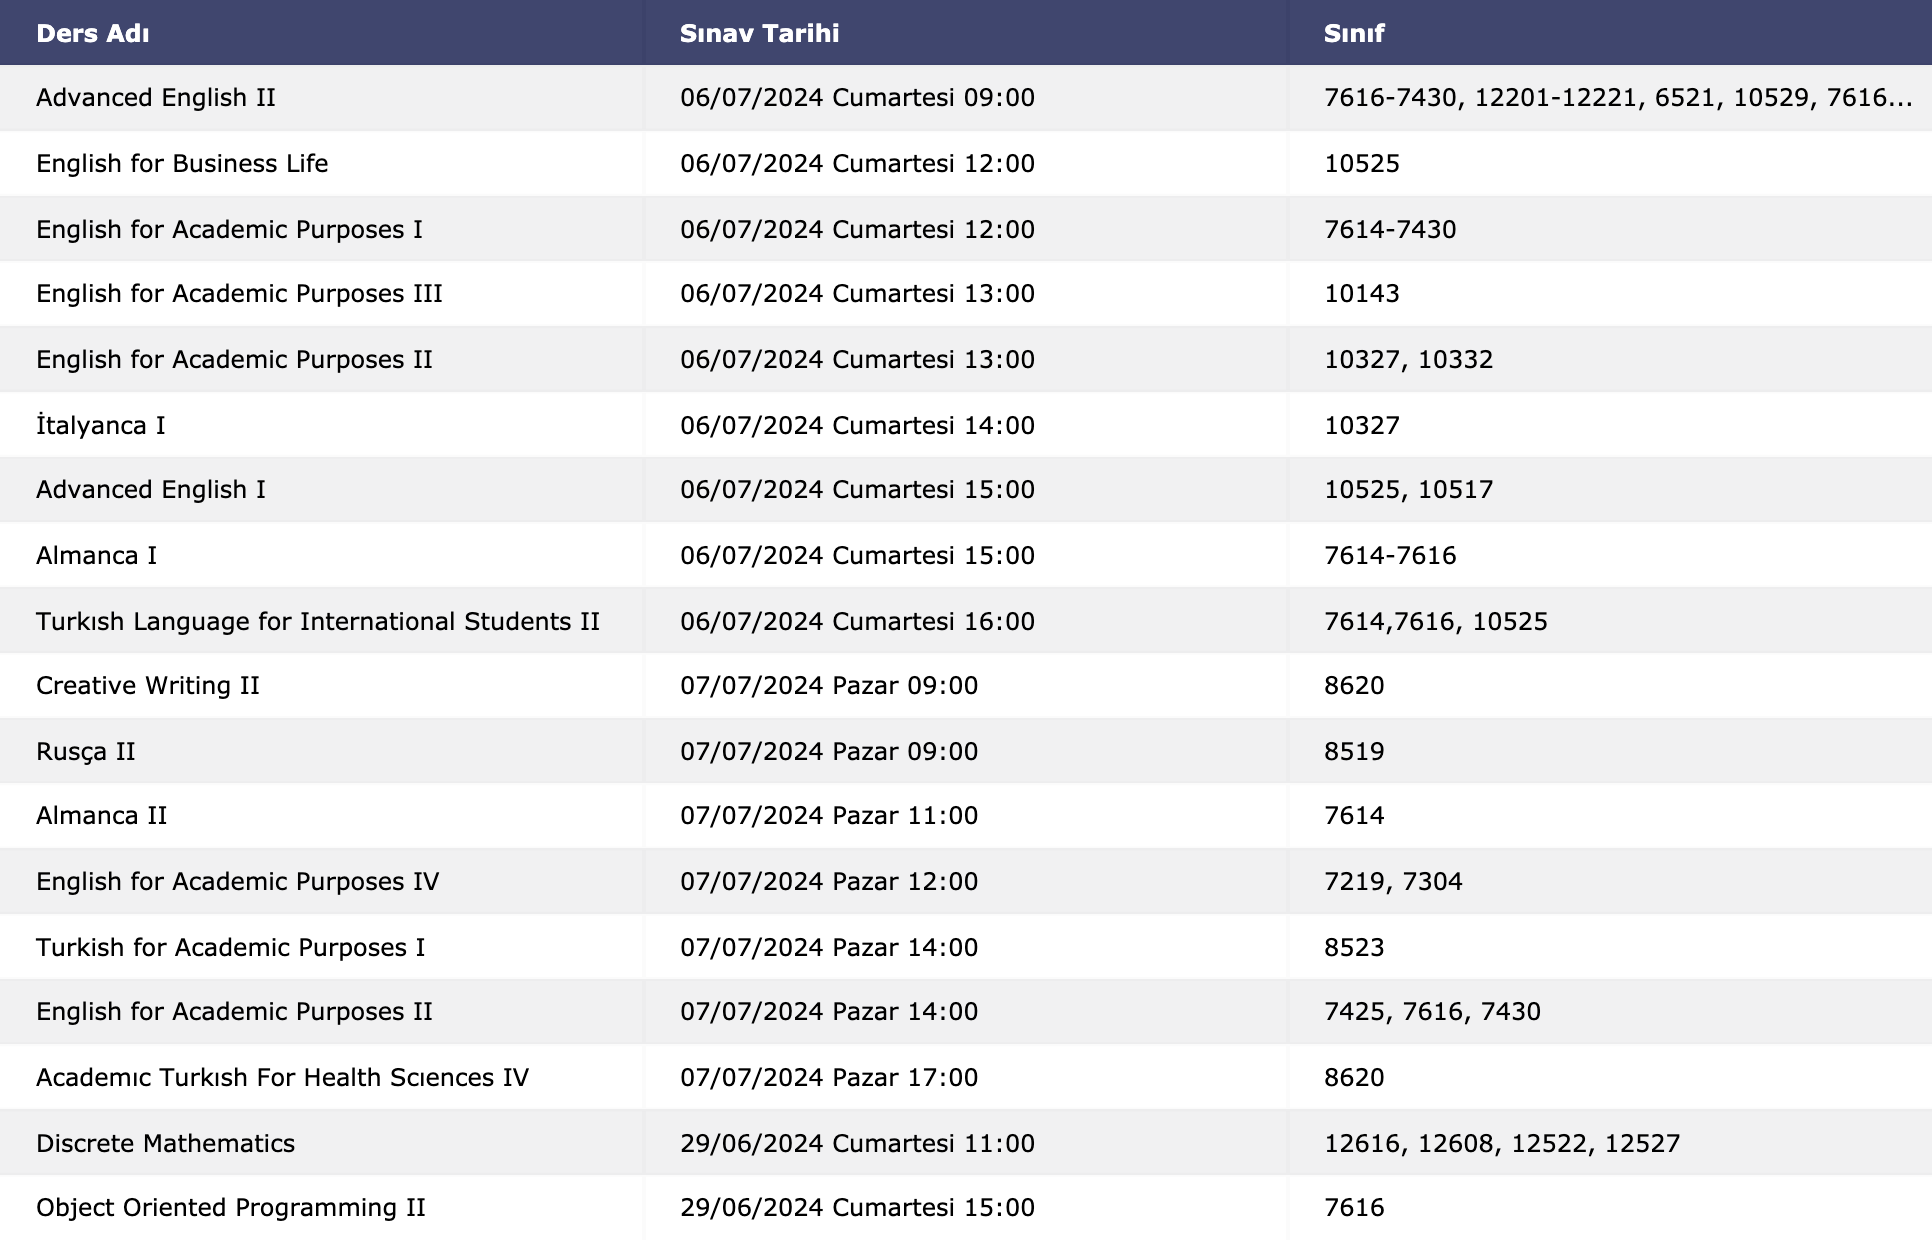 Ders Adı Sınav Tarihi Sınıf
Advanced English II 06/07/2024 Cumartesi 09:00 7616-7430, 12201-12221, 6521, 10529, 7616...
English for Business Life 06/07/2024 Cumartesi 12:00 10525
English for Academic Purposes I 06/07/2024 Cumartesi 12:00 7614-7430
English for Academic Purposes III 06/07/2024 Cumartesi 13:00 10143
English for Academic Purposes II 06/07/2024 Cumartesi 13:00 10327, 10332
İtalyanca I 06/07/2024 Cumartesi 14:00 10327
Advanced English I 06/07/2024 Cumartesi 15:00 10525, 10517
Almanca I 06/07/2024 Cumartesi 15:00 7614-7616
Turkısh Language for International Students II 06/07/2024 Cumartesi 16:00 7614,7616, 10525
Creative Writing II 07/07/2024 Pazar 09:00 8620
Rusça II 07/07/2024 Pazar 09:00 8519
Almanca II 07/07/2024 Pazar 11:00 7614
English for Academic Purposes IV 07/07/2024 Pazar 12:00 7219, 7304
Turkish for Academic Purposes I 07/07/2024 Pazar 14:00 8523
English for Academic Purposes II 07/07/2024 Pazar 14:00 7425, 7616, 7430
Academıc Turkısh For Health Scıences IV 07/07/2024 Pazar 17:00 8620
Discrete Mathematics 29/06/2024 Cumartesi 11:00 12616, 12608, 12522, 12527
Object Oriented Programming II 29/06/2024 Cumartesi 15:00 7616